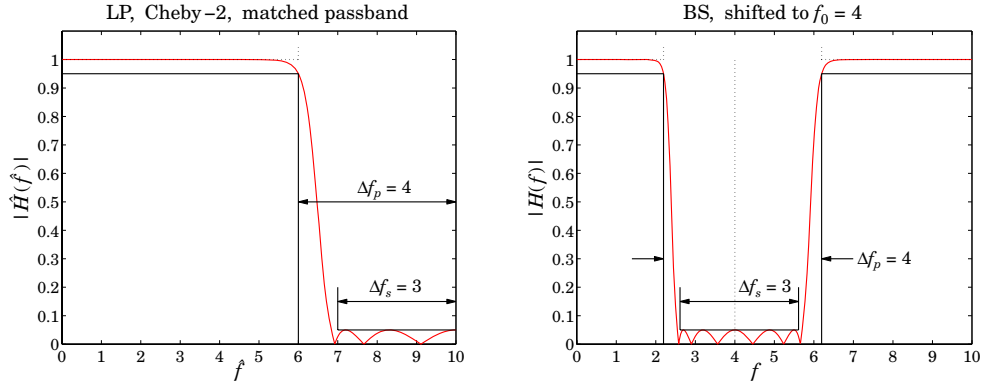 LP, Cheby−2, matched passband
1
0.9
0.8
0.7
0.6
0.5
0.4
0.3
0.2
0.1
0
|Ĥ(f̂)|
Δf_p = 4
Δf_s = 3
0 1 2 3 4 5 6 7 8 9 10
f̂
BS, shifted to f₀ = 4
1
0.9
0.8
0.7
0.6
0.5
0.4
0.3
0.2
0.1
0
|H(f)|
Δf_p = 4
Δf_s = 3
0 1 2 3 4 5 6 7 8 9 10
f